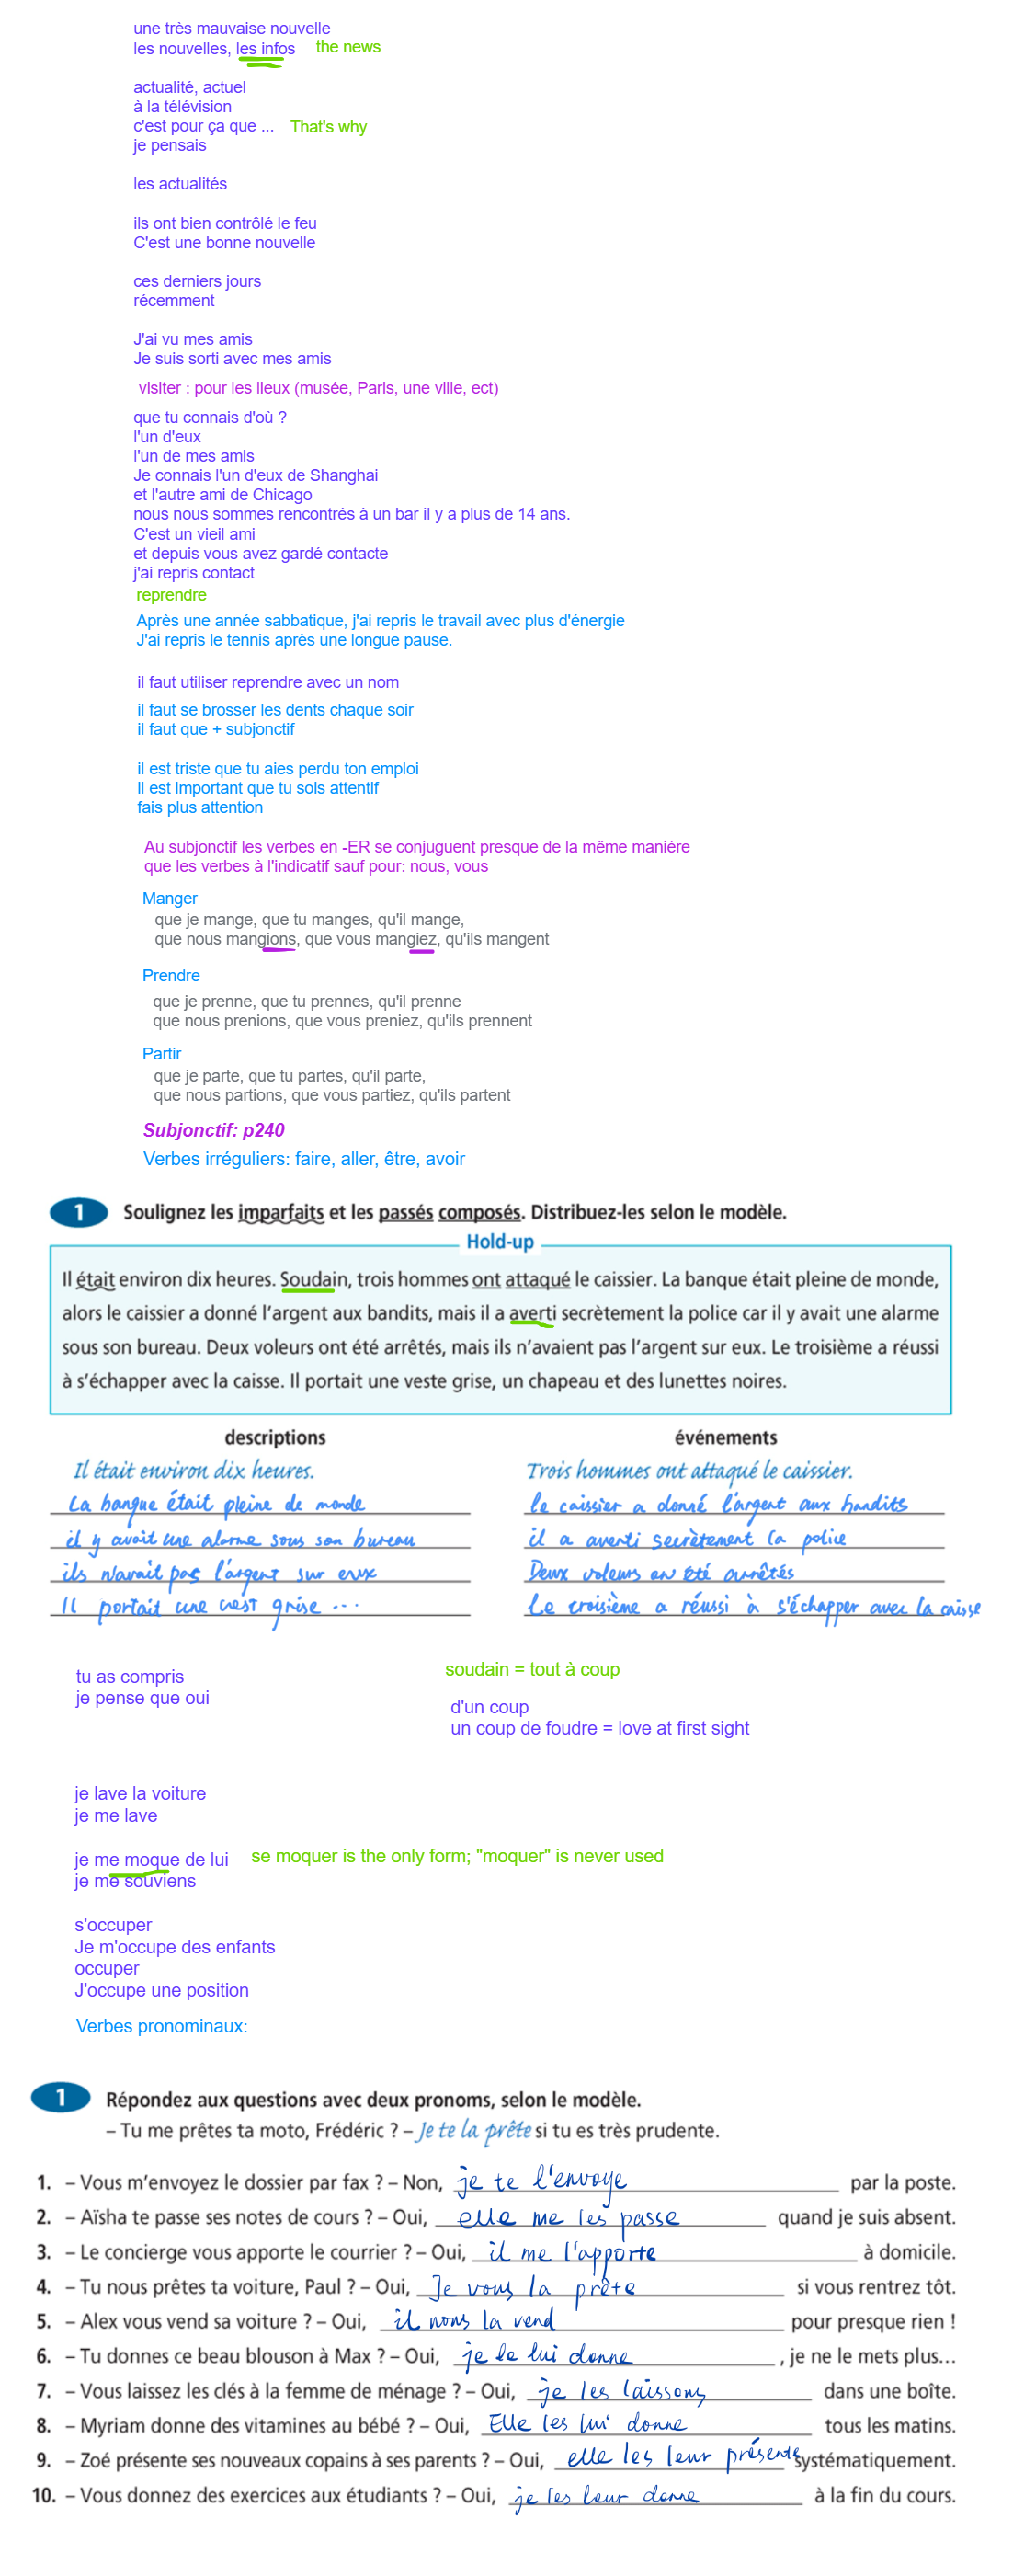 une très mauvaise nouvelle
les nouvelles, les infos the news
actualité, actuel
à la télévision
c'est pour ça que ... That's why
je pensais
les actualités
ils ont bien contrôlé le feu
C'est une bonne nouvelle
ces derniers jours
récemment
J'ai vu mes amis
Je suis sorti avec mes amis
visiter : pour les lieux (musée, Paris, une ville, ect)
que tu connais d'où ?
l'un d'eux
l'un de mes amis
Je connais l'un d'eux de Shanghai
et l'autre ami de Chicago
nous nous sommes rencontrés à un bar il y a plus de 14 ans.
C'est un vieil ami
et depuis vous avez gardé contacte
j'ai repris contact
reprendre
Après une année sabbatique, j'ai repris le travail avec plus d'énergie
J'ai repris le tennis après une longue pause.
il faut utiliser reprendre avec un nom
il faut se brosser les dents chaque soir
il faut que + subjonctif
il est triste que tu aies perdu ton emploi
il est important que tu sois attentif
fais plus attention
Au subjonctif les verbes en -ER se conjuguent presque de la même manière
que les verbes à l'indicatif sauf pour: nous, vous
Manger
que je mange, que tu manges, qu'il mange,
que nous mangions, que vous mangiez, qu'ils mangent
Prendre
que je prenne, que tu prennes, qu'il prenne
que nous prenions, que vous preniez, qu'ils prennent
Partir
que je parte, que tu partes, qu'il parte,
que nous partions, que vous partiez, qu'ils partent
Subjonctif: p240
Verbes irréguliers: faire, aller, être, avoir
1 Soulignez les imparfaits et les passés composés. Distribuez-les selon le modèle.
Hold-up
Il était environ dix heures. Soudain, trois hommes ont attaqué le caissier. La banque était pleine de monde,
alors le caissier a donné l'argent aux bandits, mais il a averti secrètement la police car il y avait une alarme
sous son bureau. Deux voleurs ont été arrêtés, mais ils n'avaient pas l'argent sur eux. Le troisième a réussi
à s'échapper avec la caisse. Il portait une veste grise, un chapeau et des lunettes noires.
descriptions événements
Il était environ dix heures. Trois hommes ont attaqué le caissier.
La banque était pleine de monde le caissier a donné l'argent aux bandits
il y avait une alarme sous son bureau il a averti secrètement la police
ils n'avait pas l'argent sur eux Deux voleurs on été arrêtés
Il portait une vest grise ... Le troisième a réussi à s'échapper avec la caisse
tu as compris soudain = tout à coup
je pense que oui
d'un coup
un coup de foudre = love at first sight
je lave la voiture
je me lave
je me moque de lui se moquer is the only form; "moquer" is never used
je me souviens
s'occuper
Je m'occupe des enfants
occuper
J'occupe une position
Verbes pronominaux:
1 Répondez aux questions avec deux pronoms, selon le modèle.
– Tu me prêtes ta moto, Frédéric ? – Je te la prête si tu es très prudente.
1. – Vous m'envoyez le dossier par fax ? – Non, je te l'envoye par la poste.
2. – Aïsha te passe ses notes de cours ? – Oui, elle me les passe quand je suis absent.
3. – Le concierge vous apporte le courrier ? – Oui, il me l'apporte à domicile.
4. – Tu nous prêtes ta voiture, Paul ? – Oui, Je vous la prête si vous rentrez tôt.
5. – Alex vous vend sa voiture ? – Oui, il nous la vend pour presque rien !
6. – Tu donnes ce beau blouson à Max ? – Oui, je le lui donne , je ne le mets plus...
7. – Vous laissez les clés à la femme de ménage ? – Oui, je les laissons dans une boîte.
8. – Myriam donne des vitamines au bébé ? – Oui, Elle les lui donne tous les matins.
9. – Zoé présente ses nouveaux copains à ses parents ? – Oui, elle les leur présente systématiquement.
10. – Vous donnez des exercices aux étudiants ? – Oui, je les leur donne à la fin du cours.